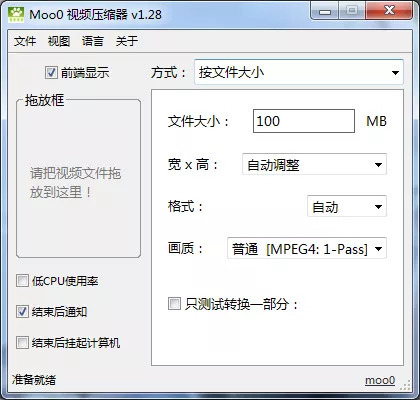 Moo0 视频压缩器 v1.28
文件 视图 语言 关于
前端显示
方式： 按文件大小
拖放框
请把视频文件拖
放到这里！
文件大小： 100 MB
宽 x 高： 自动调整
格式： 自动
画质： 普通 [MPEG4: 1-Pass]
只测试转换一部分：
低CPU使用率
结束后通知
结束后挂起计算机
准备就绪 moo0